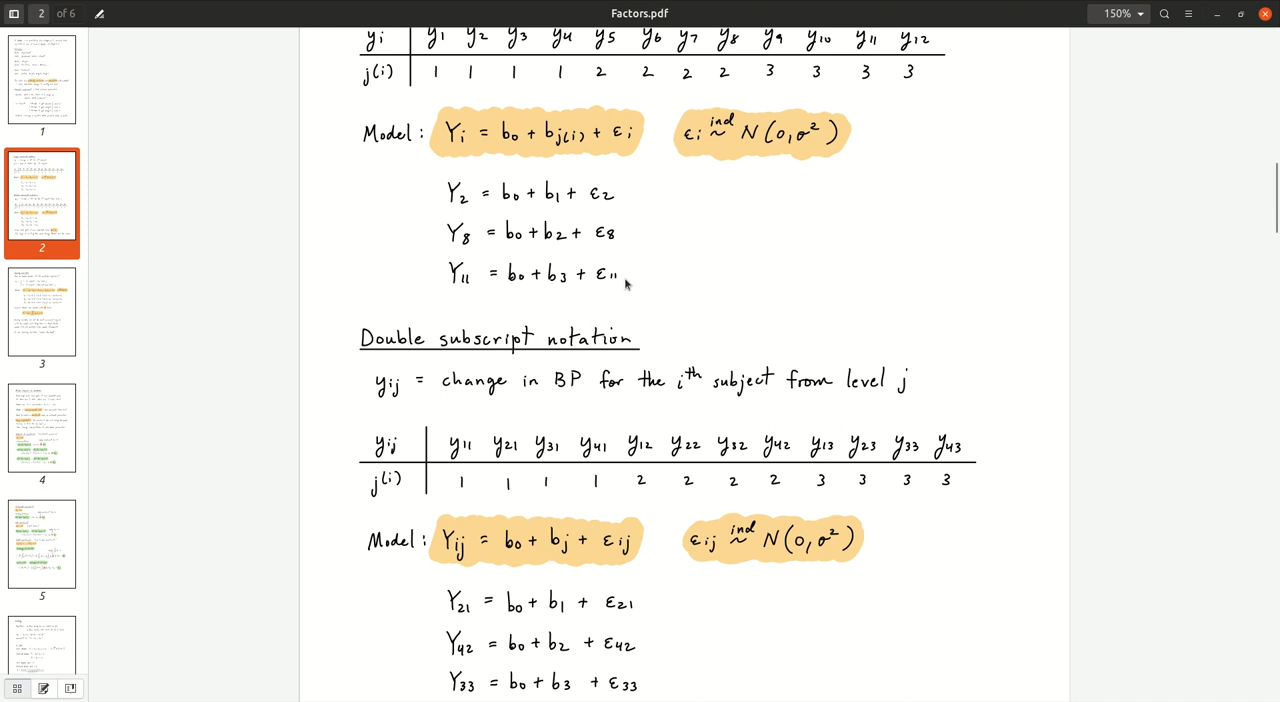 2 of 6
Factors.pdf
150%
yi y1 y2 y3 y4 y5 y6 y7 y8 y9 y10 y11 y12
j(i) 1 1 1 1 2 2 2 2 3 3 3 3
Model: Yi = b0 + bj(i) + εi εi ind ~ N(0,σ²)
Y2 = b0 + b1 + ε2
Y8 = b0 + b2 + ε8
Y11 = b0 + b3 + ε11
Double subscript notation
yij = change in BP for the ith subject from level j
yij y11 y21 y31 y41 y12 y22 y32 y42 y13 y23 y33 y43
j(i) 1 1 1 1 2 2 2 2 3 3 3 3
Model: Yij = b0 + bj + εij εij ind ~ N(0,σ²)
Y21 = b0 + b1 + ε21
Y42 = b0 + b2 + ε42
Y33 = b0 + b3 + ε33
1
2
3
4
5